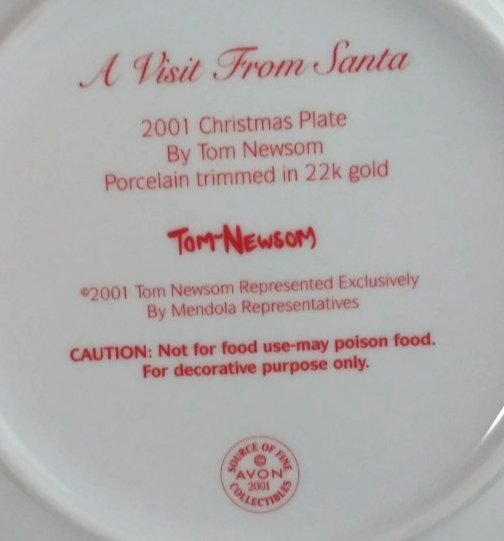 A Visit From Santa
2001 Christmas Plate
By Tom Newsom
Porcelain trimmed in 22k gold
TOM NEWSOM
©2001 Tom Newsom Represented Exclusively
By Mendola Representatives
CAUTION: Not for food use-may poison food.
For decorative purpose only.
SOURCE OF FINE
©
AVON
2001
COLLECTIBLES